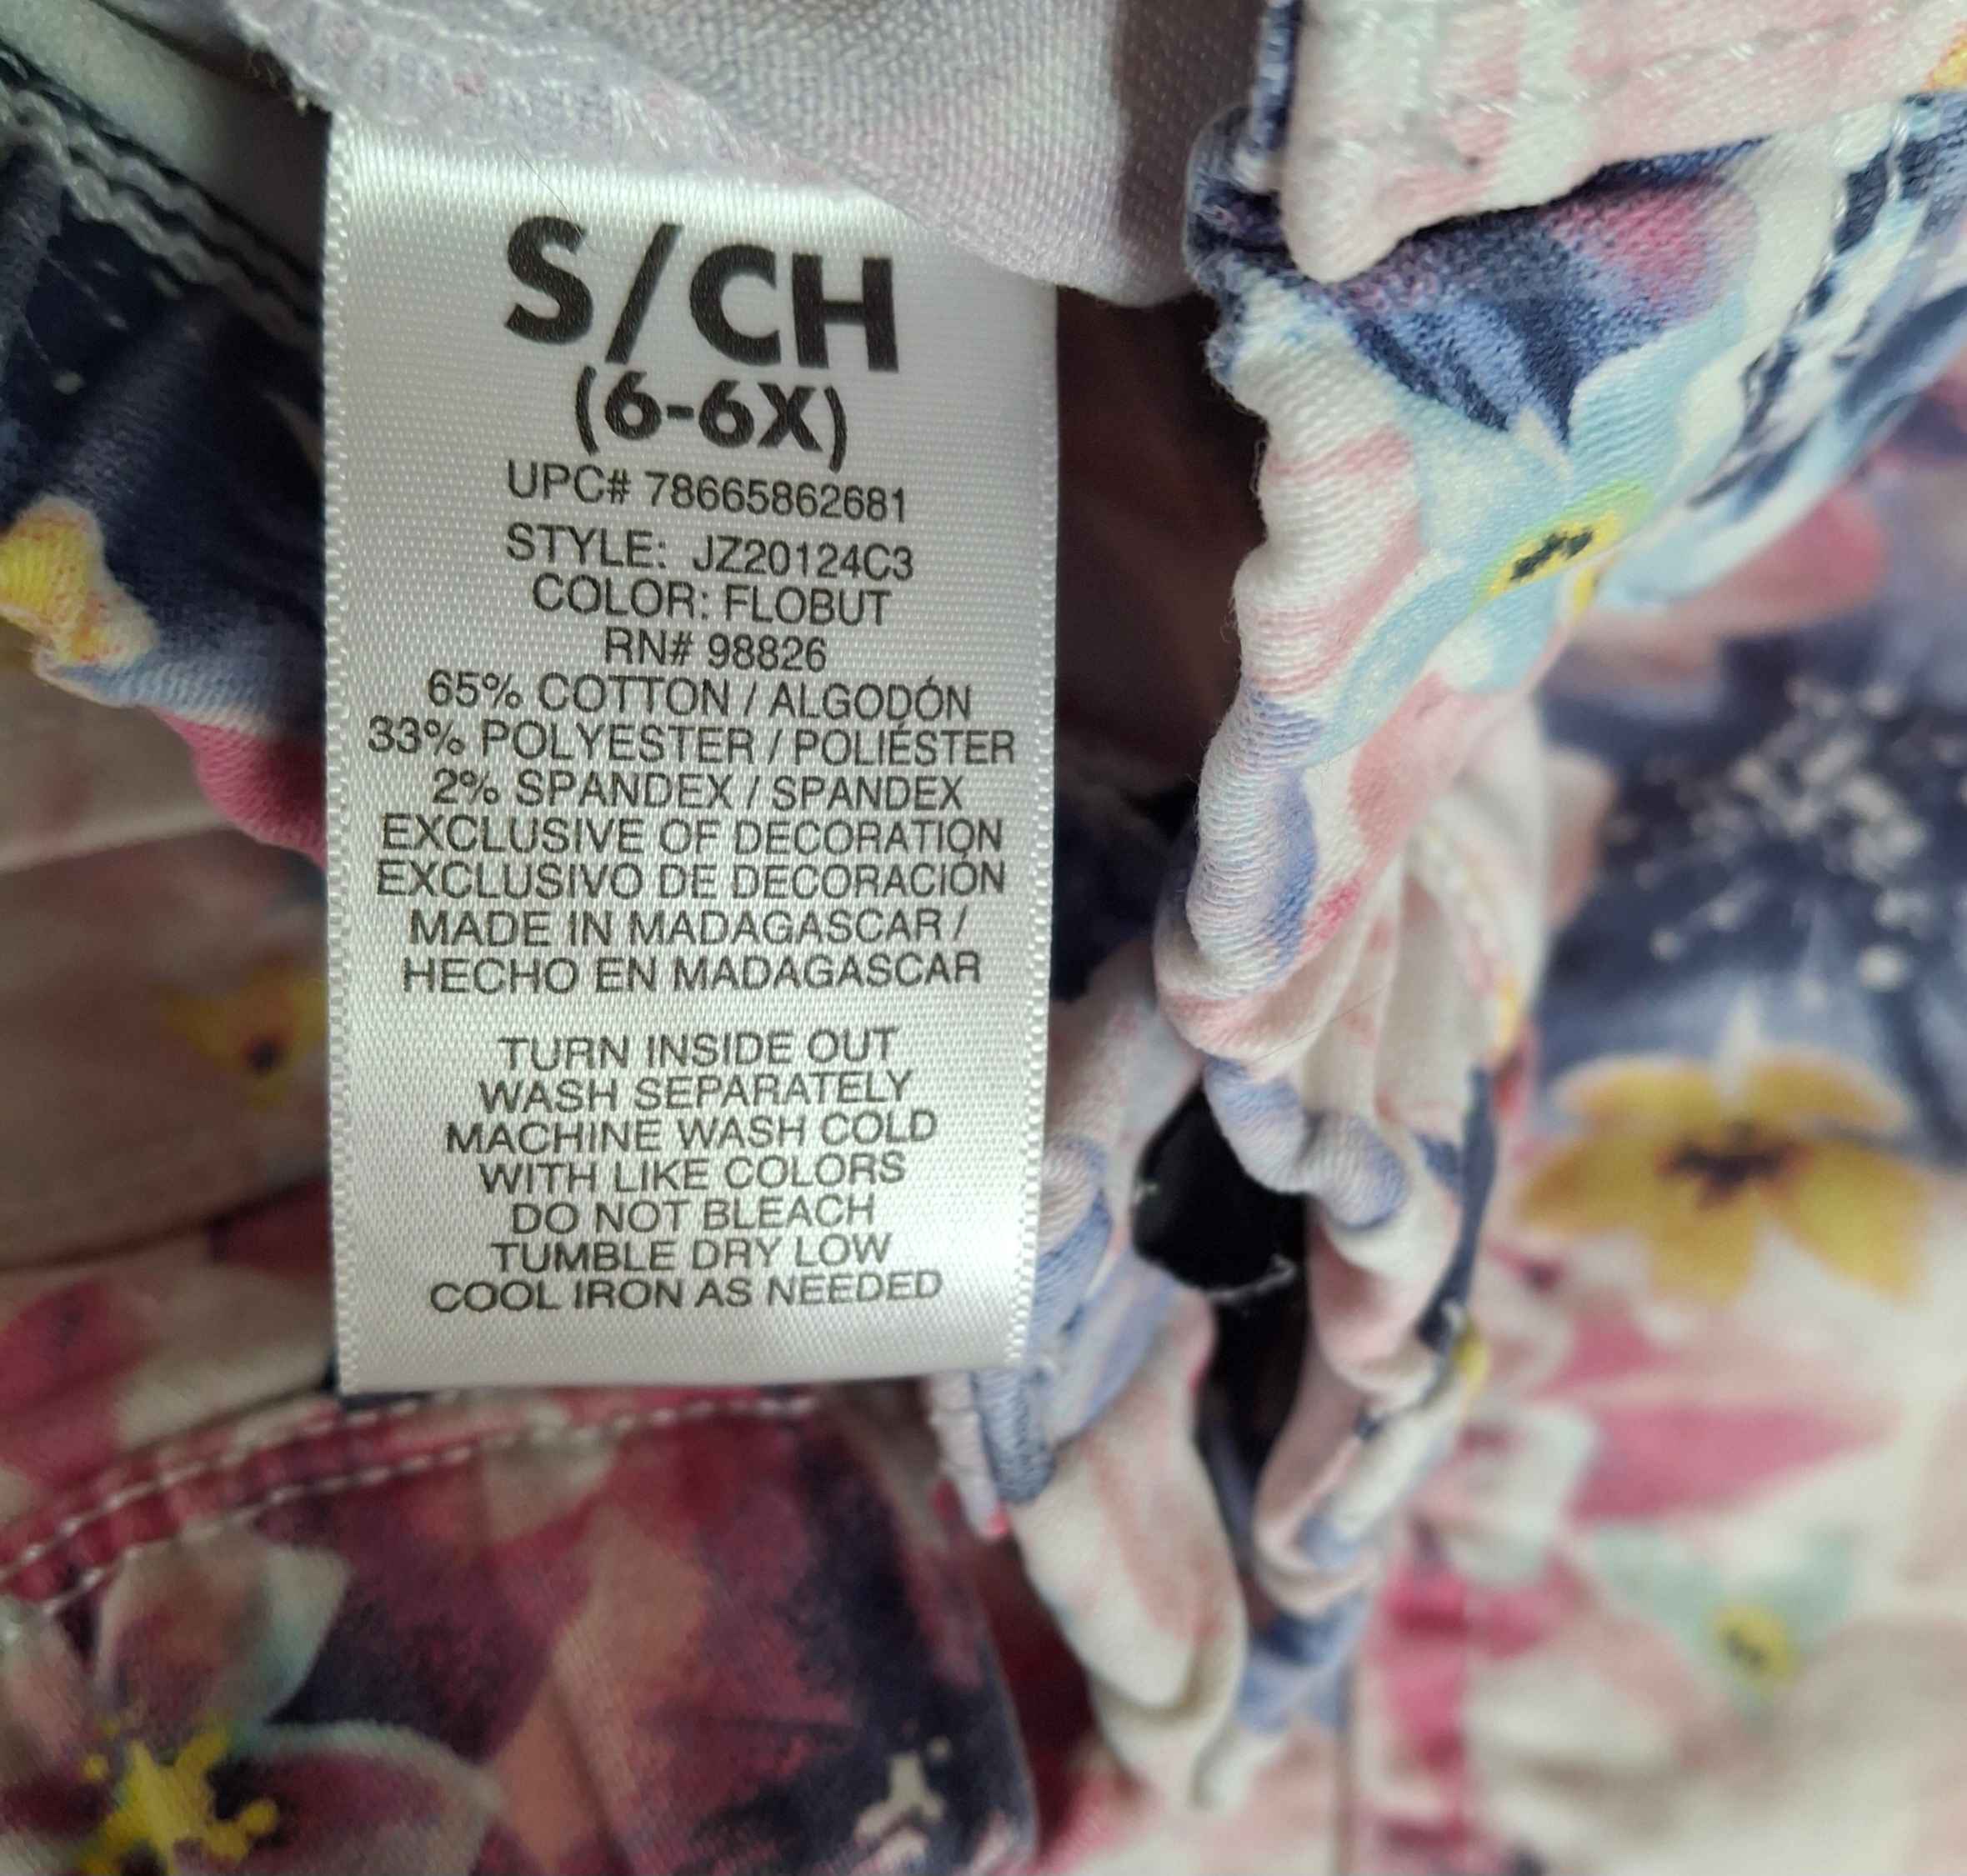 S/CH
(6-6X)
UPC# 78665862681
STYLE: JZ20124C3
COLOR: FLOBUT
RN# 98826
65% COTTON / ALGODÓN
33% POLYESTER / POLIÉSTER
2% SPANDEX / SPANDEX
EXCLUSIVE OF DECORATION
EXCLUSIVO DE DECORACIÓN
MADE IN MADAGASCAR /
HECHO EN MADAGASCAR
TURN INSIDE OUT
WASH SEPARATELY
MACHINE WASH COLD
WITH LIKE COLORS
DO NOT BLEACH
TUMBLE DRY LOW
COOL IRON AS NEEDED